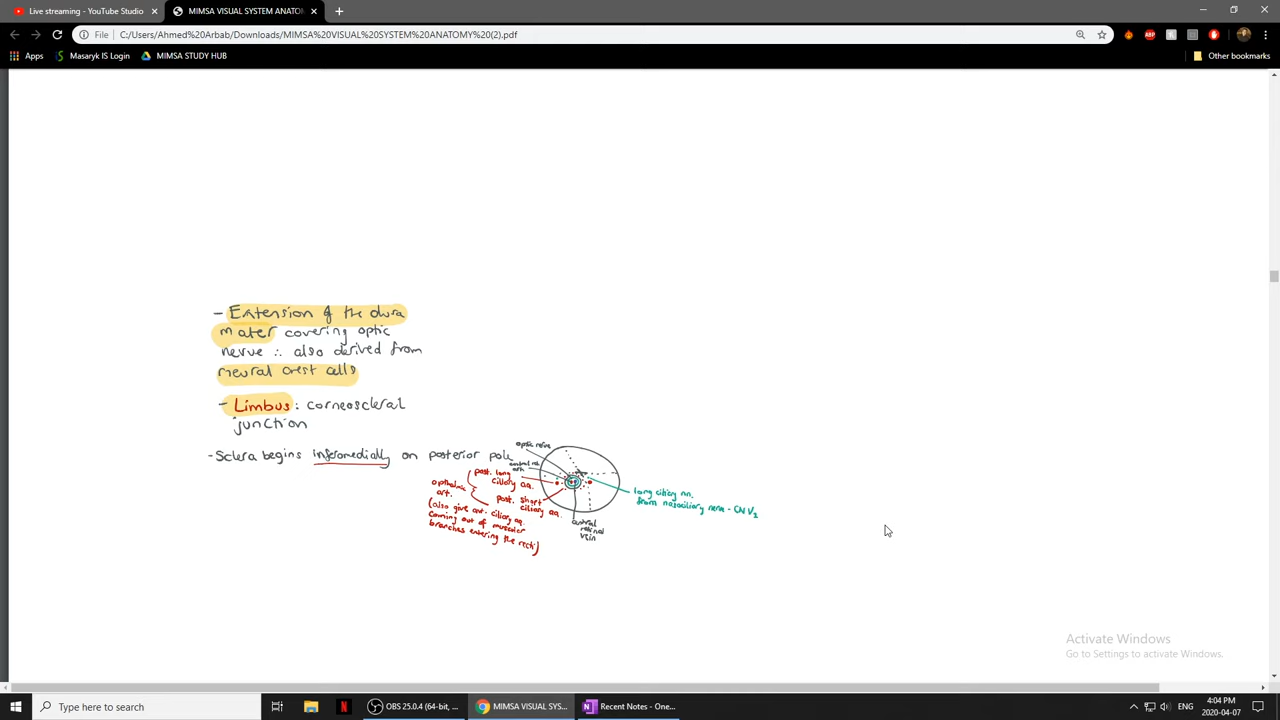 Live streaming - YouTube Studio
MIMSA VISUAL SYSTEM ANATO
File
C:/Users/Ahmed%20Arbab/Downloads/MIMSA%20VISUAL%20SYSTEM%20ANATOMY%20(2).pdf
Apps
Masaryk IS Login
MIMSA STUDY HUB
Other bookmarks
- Extension of the dura
mater covering optic
nerve ∴ also derived from
neural crest cells
- Limbus: corneoscleral
junction
- Sclera begins inferomedially on posterior pole
optic nerve
central ret.
art.
post. long
ciliary aa.
opthalmic
art.
post. short
ciliary aa.
(also give ant. ciliary aa.
coming out of muscular
branches entering the recti)
central
retinal
vein
long ciliary nn.
from nasociliary nerve - CN V1
Activate Windows
Go to Settings to activate Windows.
Type here to search
OBS 25.0.4 (64-bit, ...
MIMSA VISUAL SYS...
Recent Notes - One...
ENG
4:04 PM
2020-04-07